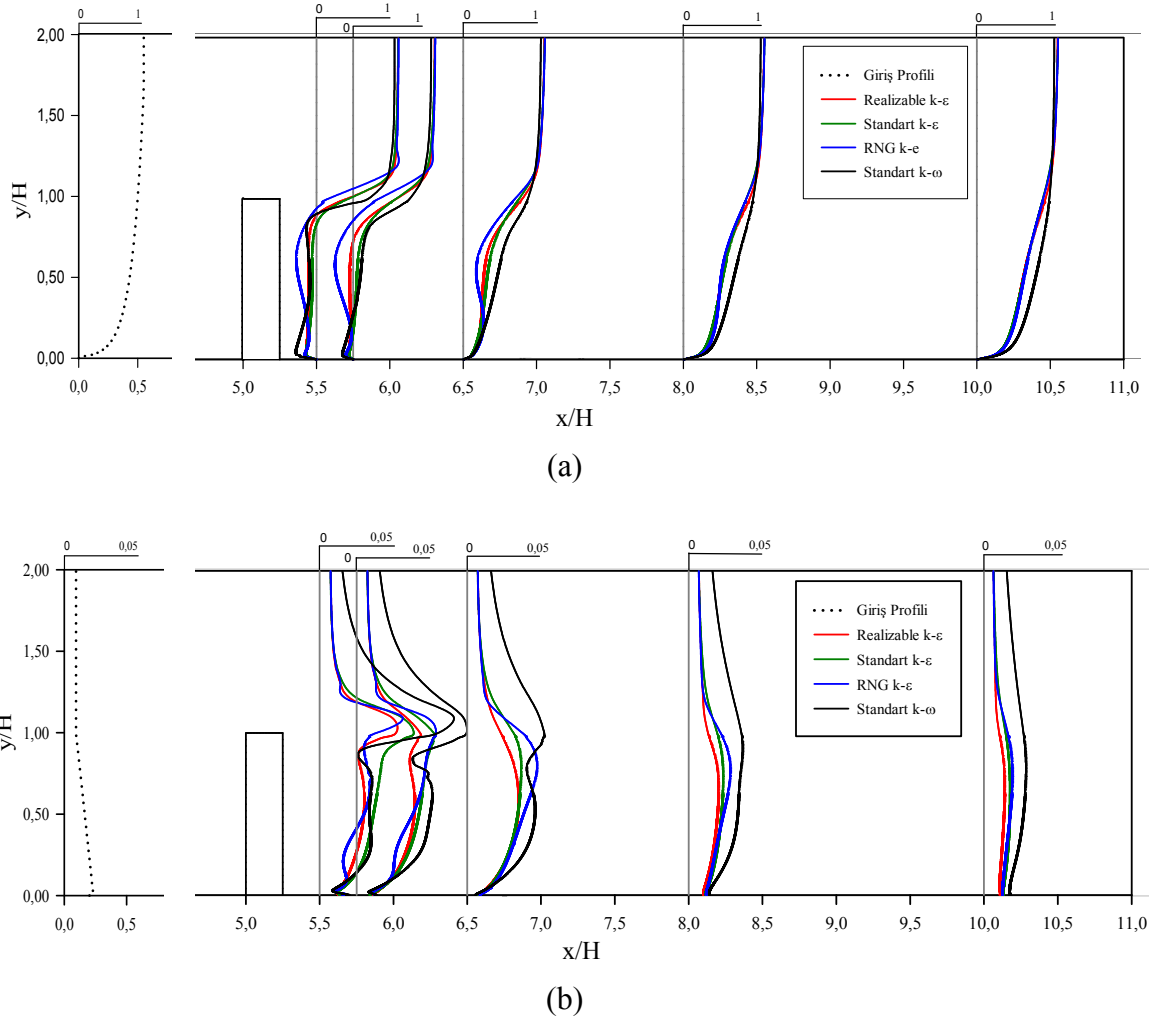 0 1
0 1
0 1
0 1
0 1
0 1
2,00
1,50
1,00
0,50
0,00
y/H
0,0 0,5
5,0 5,5 6,0 6,5 7,0 8,0 8,5 9,0 9,5 10,0 10,5 11,0
x/H
Giriş Profili
Realizable k-ε
Standart k-ε
RNG k-e
Standart k-ω
(a)
0 0,05
0 0,05
0 0,05
0 0,05
0 0,05
0 0,05
2,00
1,50
1,00
0,50
0,00
y/H
0,0 0,5
5,0 5,5 6,0 6,5 7,0 8,0 8,5 9,0 9,5 10,0 10,5 11,0
x/H
Giriş Profili
Realizable k-ε
Standart k-ε
RNG k-ε
Standart k-ω
(b)